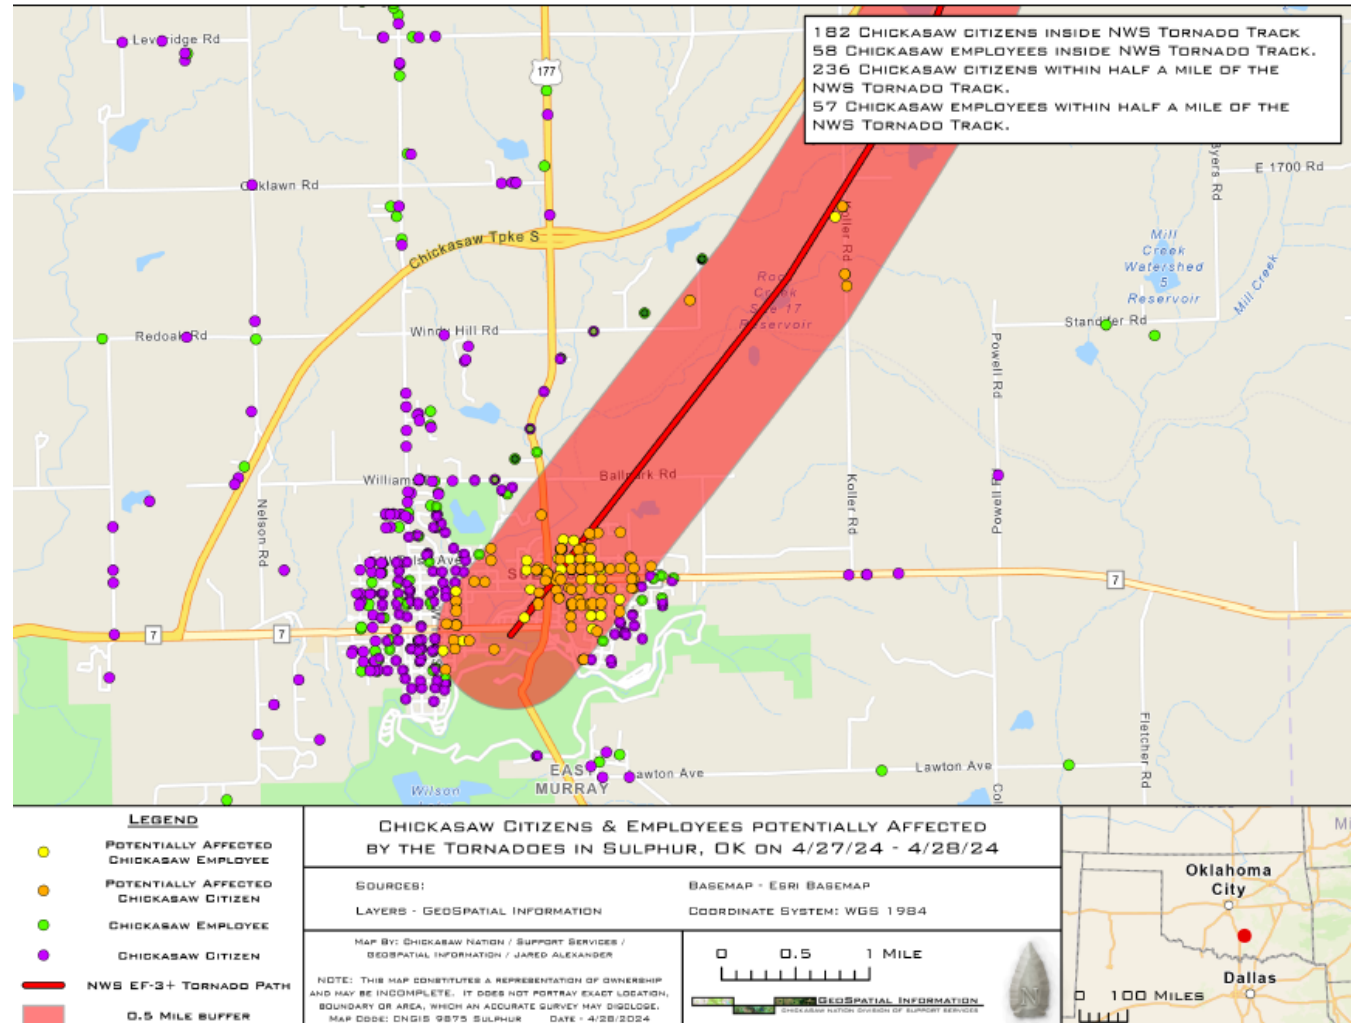 182 Chickasaw citizens inside NWS Tornado Track
58 Chickasaw employees inside NWS Tornado Track.
236 Chickasaw citizens within half a mile of the
NWS Tornado Track.
57 Chickasaw employees within half a mile of the
NWS Tornado Track.
Leveridge Rd
177
Byers Rd
E 1700 Rd
Oaklawn Rd
Koller Rd
Chickasaw Tpke S
Mill
Creek
Watershed
5
Reservoir
Mill Creek
Rock
Creek
Site 17
Reservoir
Standifer Rd
Redoak Rd
Windy Hill Rd
Powell Rd
Williams
Ballpark Rd
Nelson Rd
Koller Rd
Powell Rd
7
7
7
Fletcher Rd
EAST
MURRAY
Lawton Ave
Lawton Ave
Wilson
Legend
Potentially Affected
Chickasaw Employee
Potentially Affected
Chickasaw Citizen
Chickasaw Employee
Chickasaw Citizen
NWS EF-3+ Tornado Path
0.5 Mile buffer
Chickasaw Citizens & Employees potentially Affected
by the Tornadoes in Sulphur, OK on 4/27/24 - 4/28/24
Sources:
Layers - GeoSpatial Information
Basemap - Esri Basemap
Coordinate System: WGS 1984
Map By: Chickasaw Nation / Support Services /
Geospatial Information / Jared Alexander
NOTE: This map constitutes a representation of ownership
and may be INCOMPLETE. It does not portray exact location,
boundary or area, which an accurate survey may disclose.
Map Code: CNGIS 9875 Sulphur Date - 4/28/2024
0 0.5 1 Mile
GeoSpatial Information
Chickasaw Nation Division of Support Services
N
Oklahoma
City
Dallas
0 100 Miles